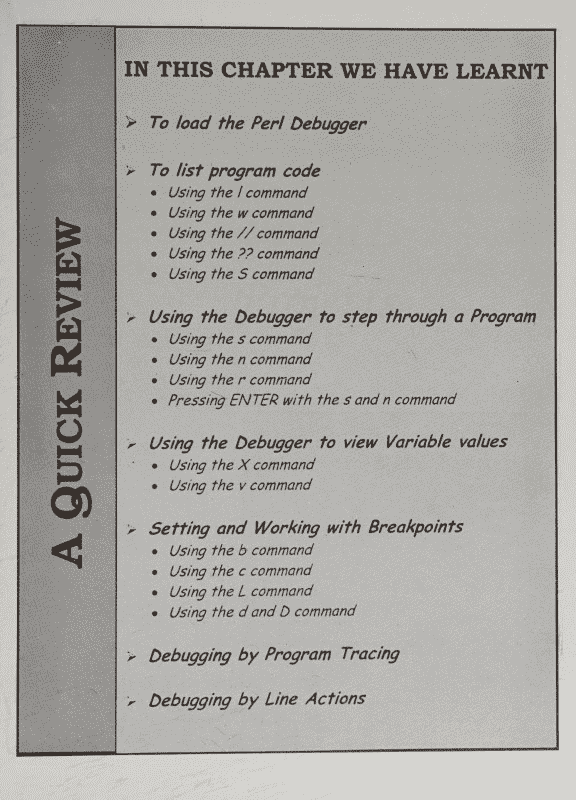 A QUICK REVIEW
IN THIS CHAPTER WE HAVE LEARNT
➢ To load the Perl Debugger
➢ To list program code
• Using the l command
• Using the w command
• Using the // command
• Using the ?? command
• Using the S command
➢ Using the Debugger to step through a Program
• Using the s command
• Using the n command
• Using the r command
• Pressing ENTER with the s and n command
➢ Using the Debugger to view Variable values
• Using the X command
• Using the v command
➢ Setting and Working with Breakpoints
• Using the b command
• Using the c command
• Using the L command
• Using the d and D command
➢ Debugging by Program Tracing
➢ Debugging by Line Actions